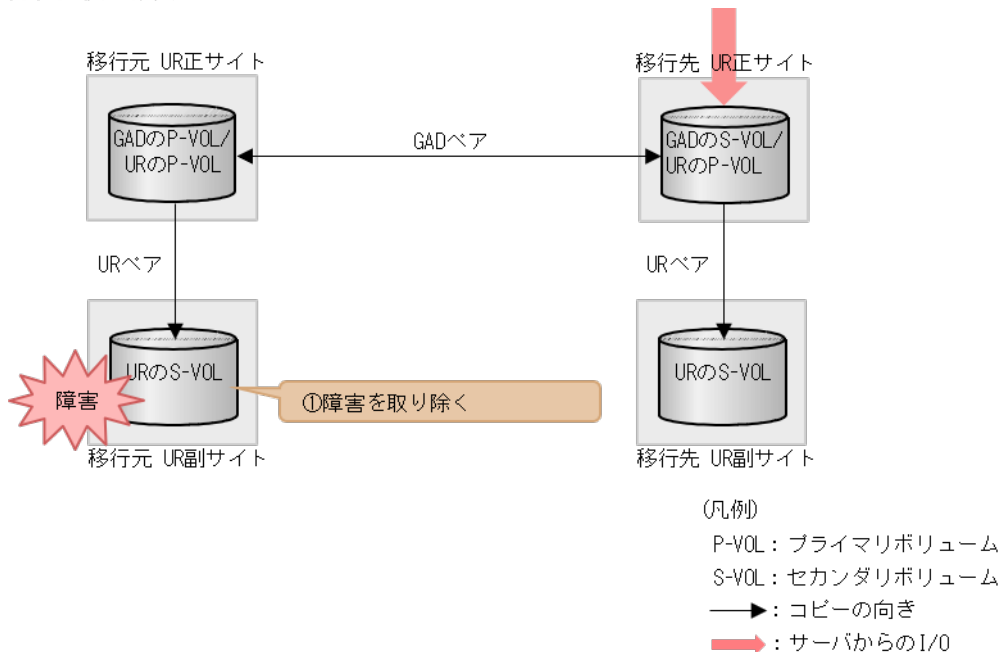 移行元 UR正サイト
移行先 UR正サイト
GADのP-VOL/
URのP-VOL
GADペア
GADのS-VOL/
URのP-VOL
URペア
URペア
URのS-VOL
URのS-VOL
障害
①障害を取り除く
移行元 UR副サイト
移行先 UR副サイト
(凡例)
P-VOL：プライマリボリューム
S-VOL：セカンダリボリューム
：コピーの向き
：サーバからのI/O